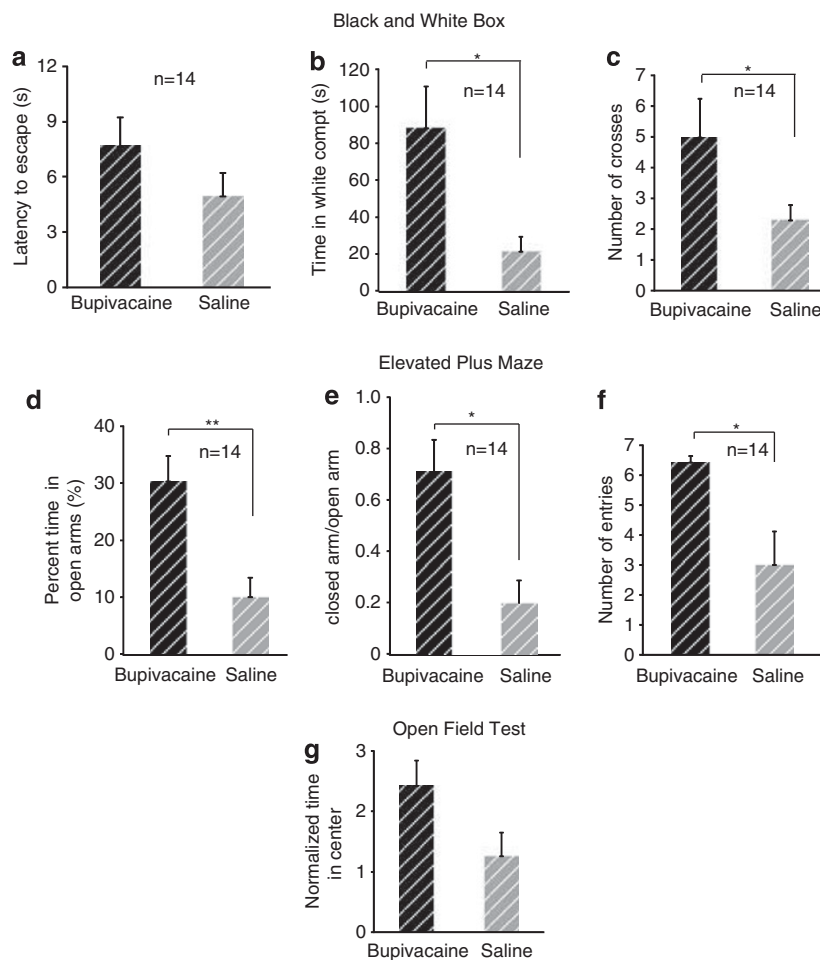 Black and White Box
a
Latency to escape (s)
12
9
6
3
0
n=14
Bupivacaine
Saline
b
Time in white compt (s)
120
100
80
60
40
20
0
*
n=14
Bupivacaine
Saline
c
Number of crosses
7
6
5
4
3
2
1
0
*
n=14
Bupivacaine
Saline
Elevated Plus Maze
d
Percent time in
open arms (%)
40
30
20
10
0
**
n=14
Bupivacaine
Saline
e
closed arm/open arm
1.0
0.8
0.6
0.4
0.2
0
*
n=14
Bupivacaine
Saline
f
Number of entries
7
6
5
4
3
2
1
0
*
n=14
Bupivacaine
Saline
Open Field Test
g
Normalized time
in center
3
2
1
0
Bupivacaine
Saline